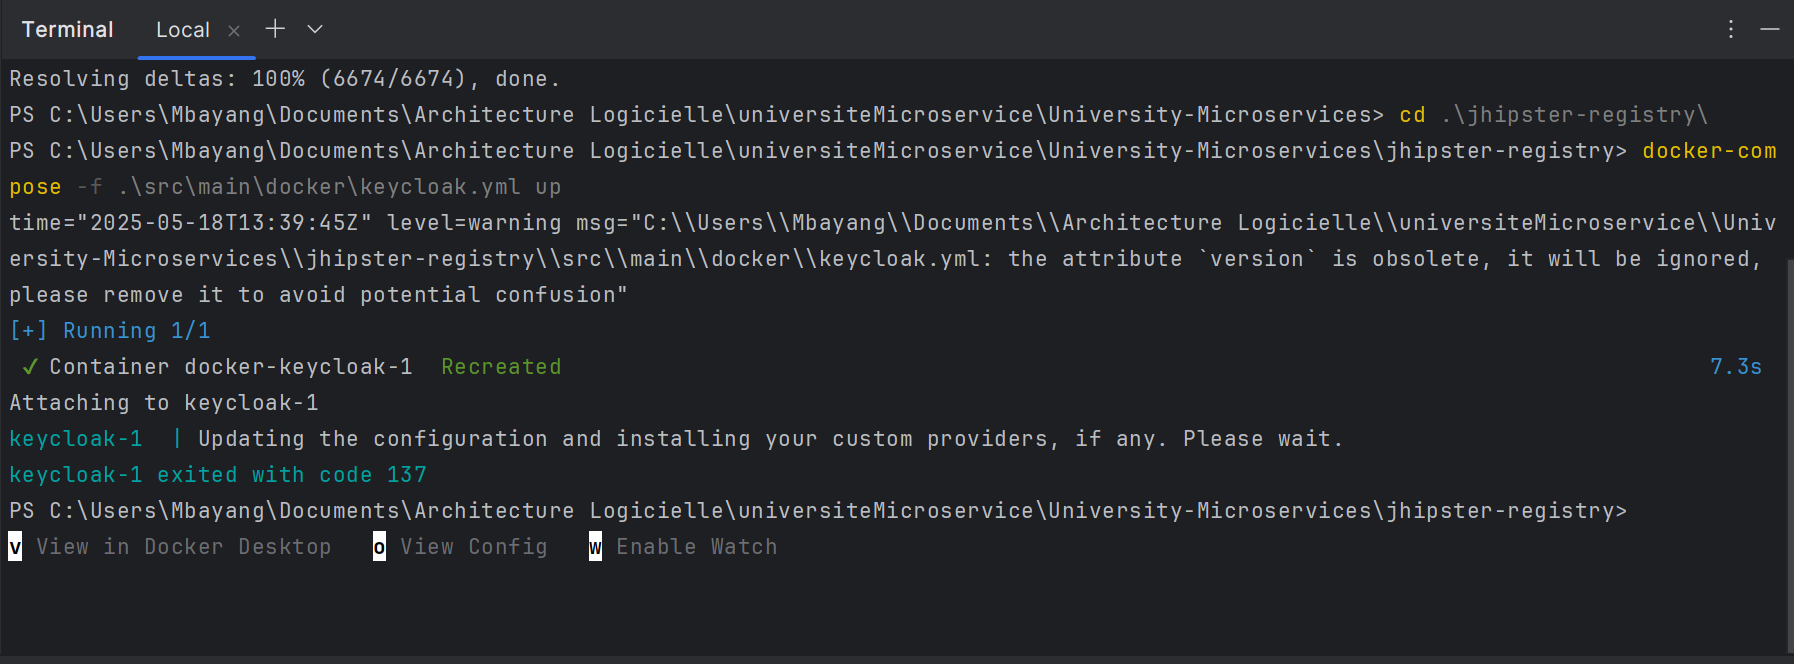 Terminal Local × + 
Resolving deltas: 100% (6674/6674), done.
PS C:\Users\Mbayang\Documents\Architecture Logicielle\universiteMicroservice\University-Microservices> cd .\jhipster-registry\
PS C:\Users\Mbayang\Documents\Architecture Logicielle\universiteMicroservice\University-Microservices\jhipster-registry> docker-com
pose -f .\src\main\docker\keycloak.yml up
time="2025-05-18T13:39:45Z" level=warning msg="C:\\Users\\Mbayang\\Documents\\Architecture Logicielle\\universiteMicroservice\\Univ
ersity-Microservices\\jhipster-registry\\src\\main\\docker\\keycloak.yml: the attribute `version` is obsolete, it will be ignored,
please remove it to avoid potential confusion"
[+] Running 1/1
✓ Container docker-keycloak-1  Recreated 7.3s
Attaching to keycloak-1
keycloak-1  | Updating the configuration and installing your custom providers, if any. Please wait.
keycloak-1 exited with code 137
PS C:\Users\Mbayang\Documents\Architecture Logicielle\universiteMicroservice\University-Microservices\jhipster-registry>
v View in Docker Desktop   o View Config   w Enable Watch